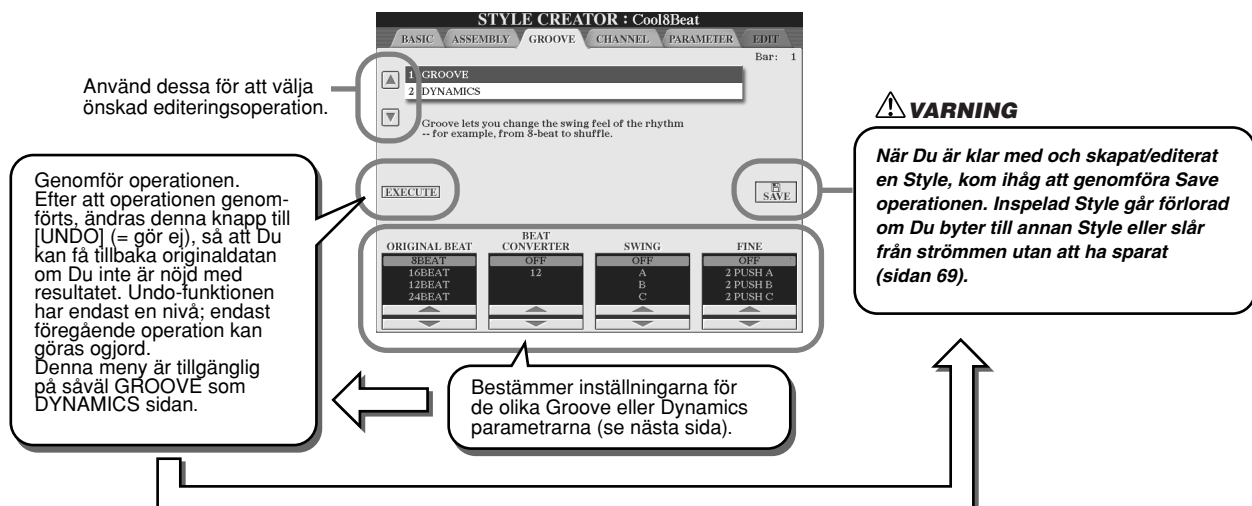 STYLE CREATOR : Cool8Beat
BASIC ASSEMBLY GROOVE CHANNEL PARAMETER EDIT
Bar: 1
1 GROOVE
2 DYNAMICS
Groove lets you change the swing feel of the rhythm
-- for example, from 8-beat to shuffle.
EXECUTE
SAVE
ORIGINAL BEAT
8BEAT
16BEAT
12BEAT
24BEAT
BEAT
CONVERTER
OFF
12
SWING
OFF
A
B
C
FINE
OFF
2 PUSH A
2 PUSH B
2 PUSH C
Använd dessa för att välja
önskad editeringsoperation.
Genomför operationen.
Efter att operationen genom-
förts, ändras denna knapp till
[UNDO] (= gör ej), så att Du
kan få tillbaka originaldatan
om Du inte är nöjd med
resultatet. Undo-funktionen
har endast en nivå; endast
föregående operation kan
göras ogjord.
Denna meny är tillgänglig
på såväl GROOVE som
DYNAMICS sidan.
Bestämmer inställningarna för
de olika Groove eller Dynamics
parametrarna (se nästa sida).
VARNING
När Du är klar med och skapat/editerat
en Style, kom ihåg att genomföra Save
operationen. Inspelad Style går förlorad
om Du byter till annan Style eller slår
från strömmen utan att ha sparat
(sidan 69).